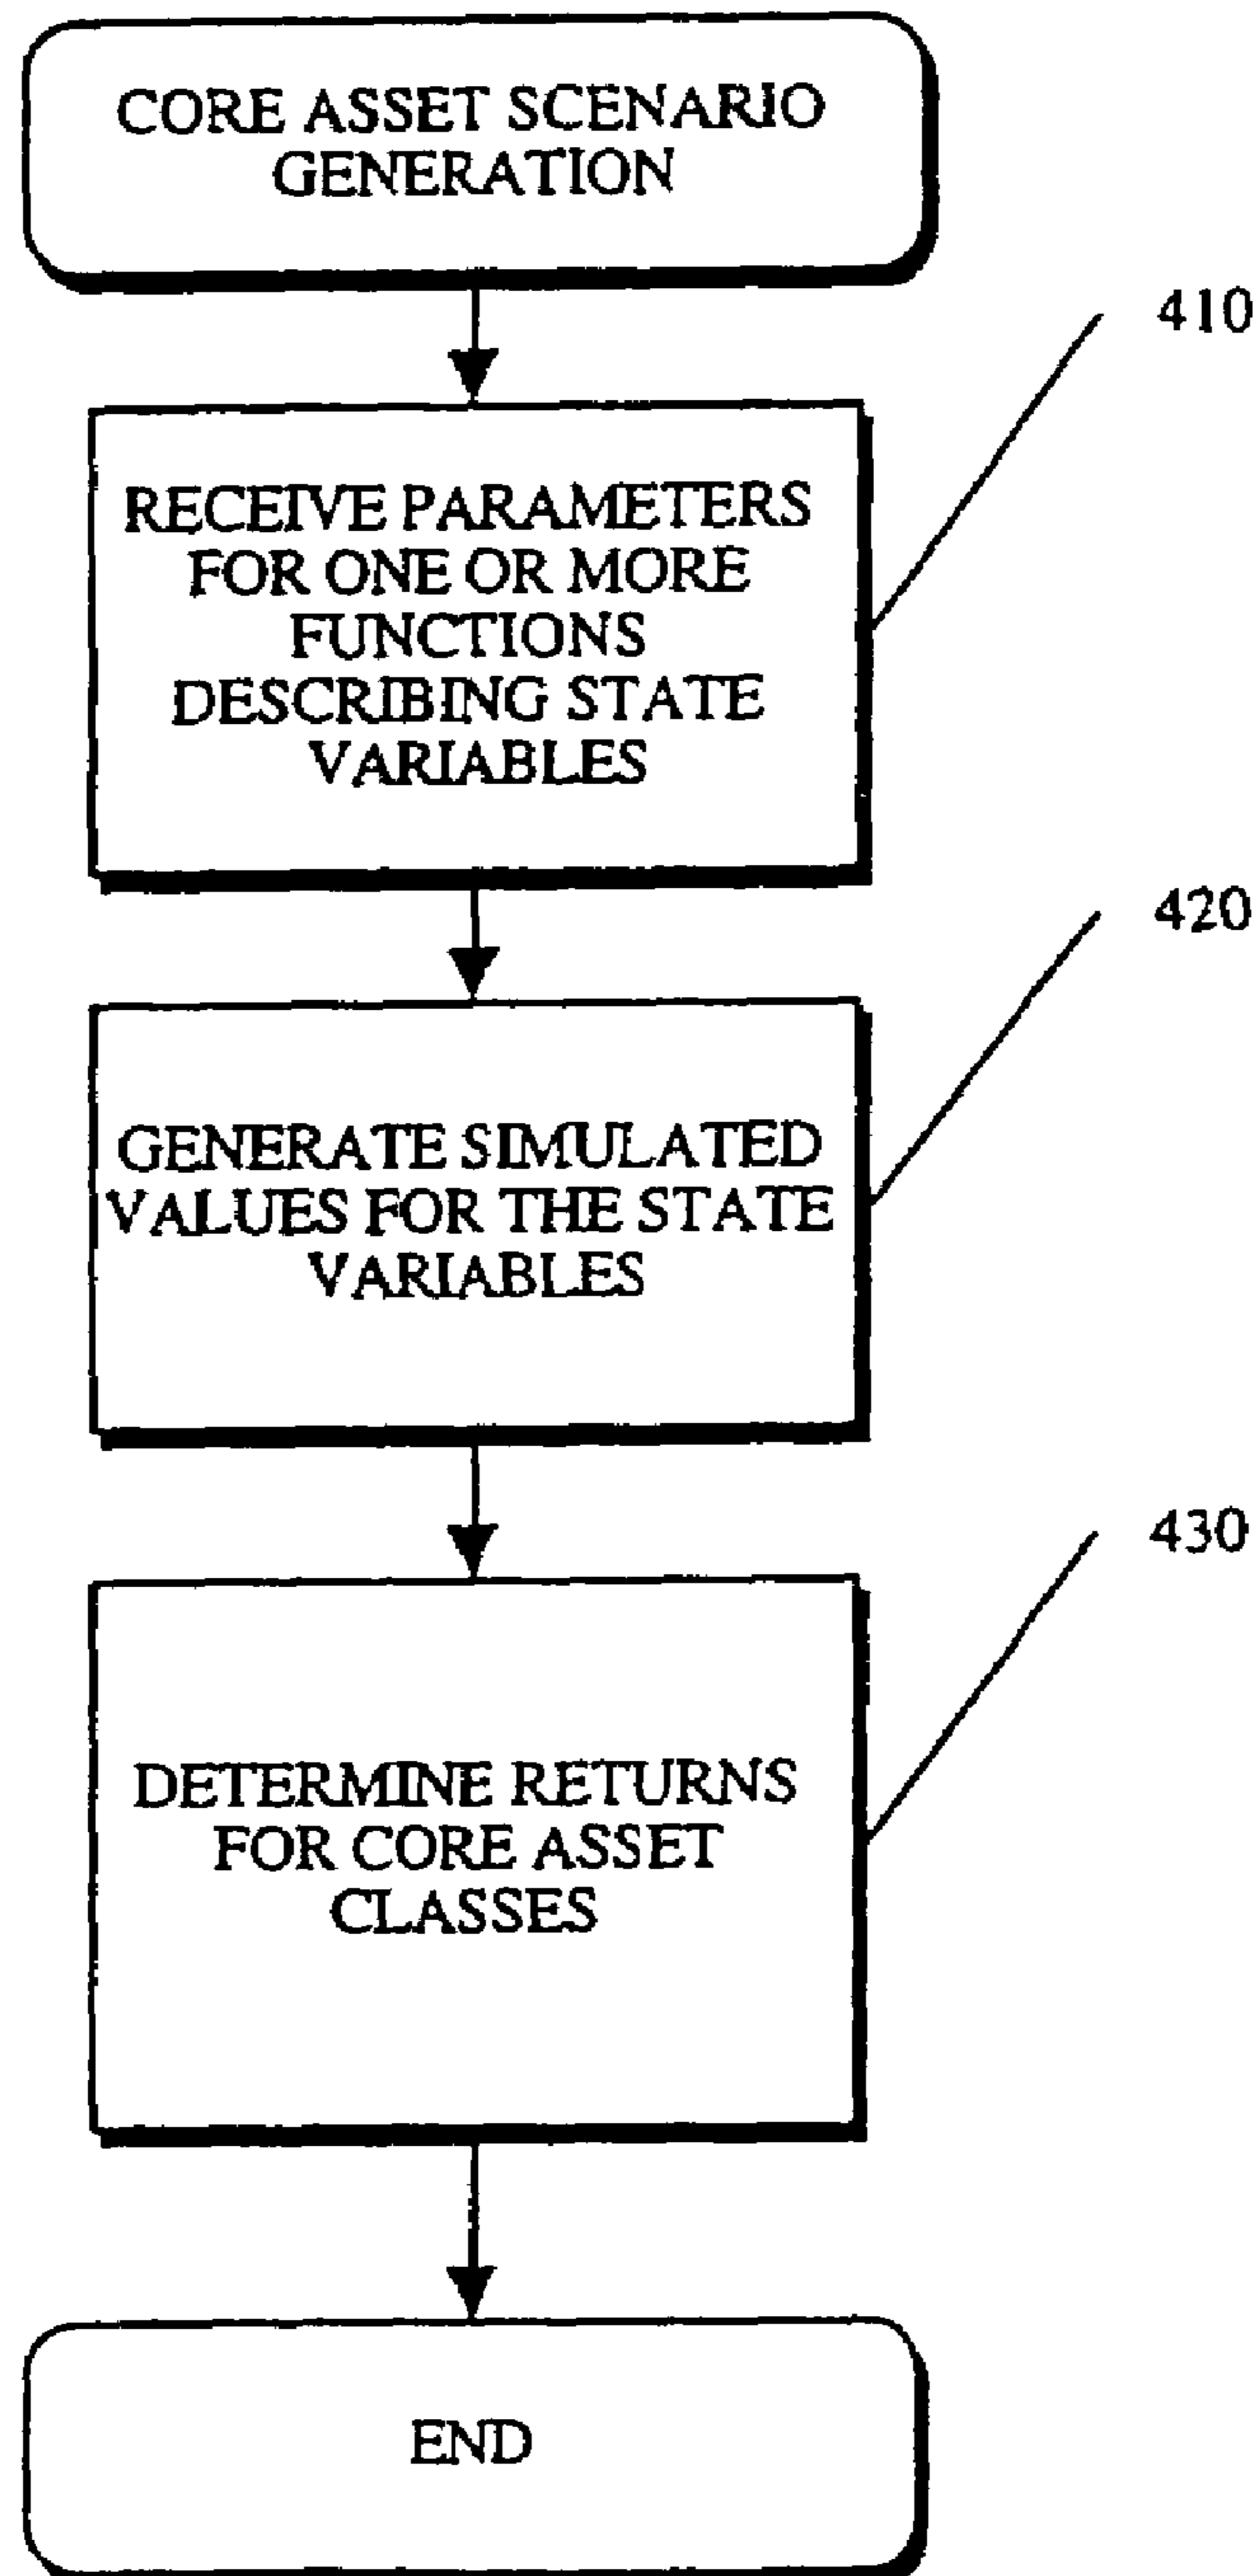 CORE ASSET SCENARIO
GENERATION
410
RECEIVE PARAMETERS
FOR ONE OR MORE
FUNCTIONS
DESCRIBING STATE
VARIABLES
420
GENERATE SIMULATED
VALUES FOR THE STATE
VARIABLES
430
DETERMINE RETURNS
FOR CORE ASSET
CLASSES
END